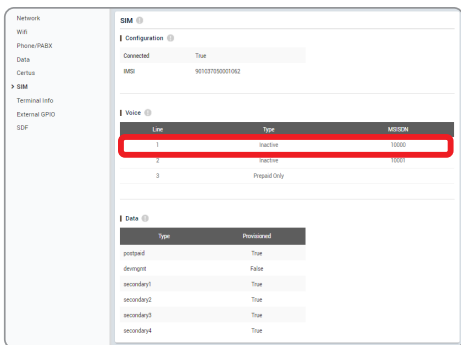 Network
Wifi
Phone/PABX
Data
Certus
> SIM
Terminal Info
External GPIO
SDF
SIM
Configuration
Connected True
IMSI 901037050001062
Voice
Line Type MSISDN
1 Inactive 10000
2 Inactive 10001
3 Prepaid Only
Data
Type Provisioned
postpaid True
devmgmt False
secondary1 True
secondary2 True
secondary3 True
secondary4 True